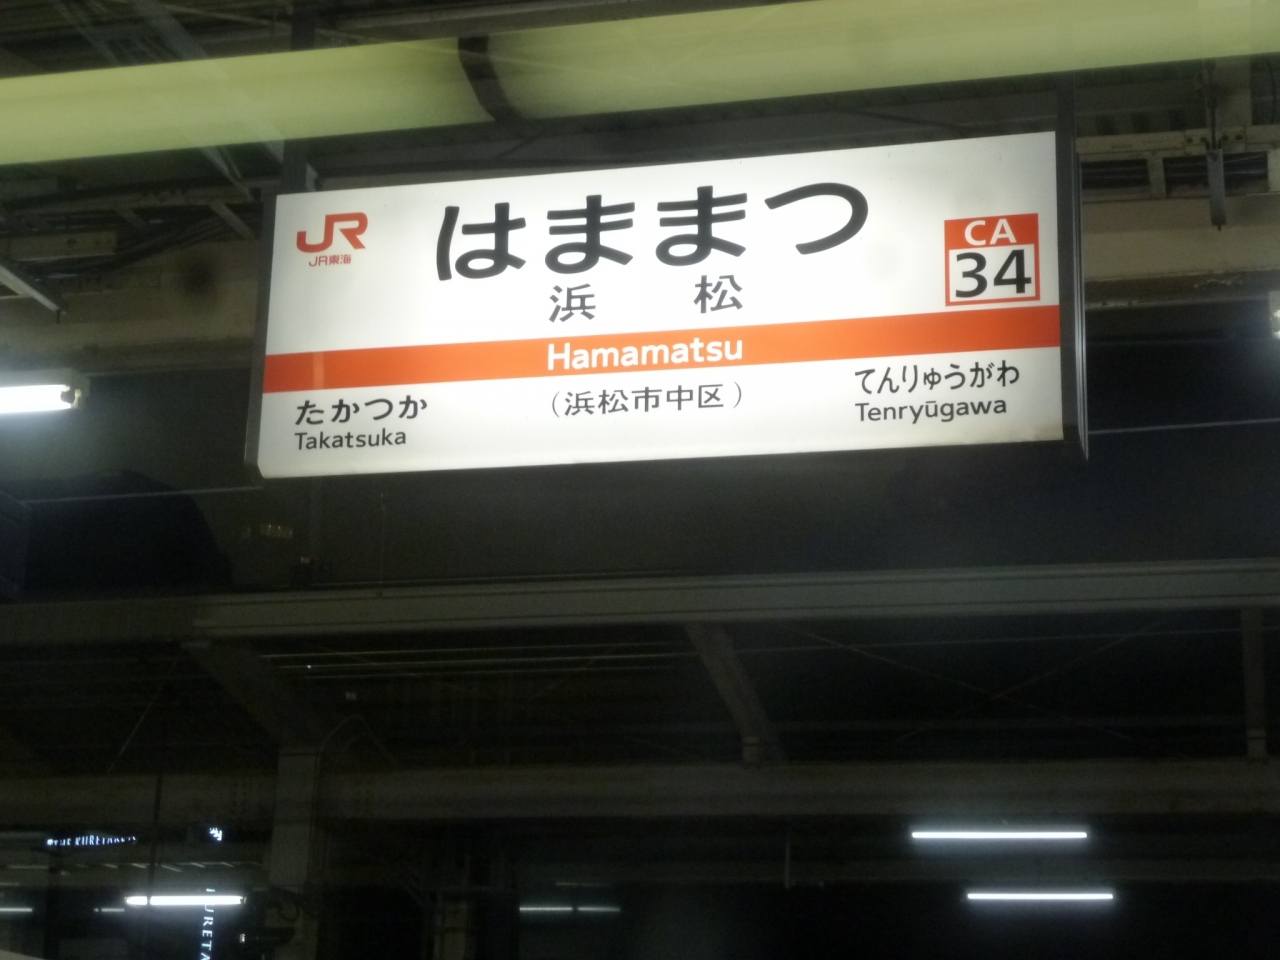 JR
JR東海
はままつ
CA
34
浜松
Hamamatsu
たかつか
Takatsuka
(浜松市中区)
てんりゅうがわ
Tenryūgawa